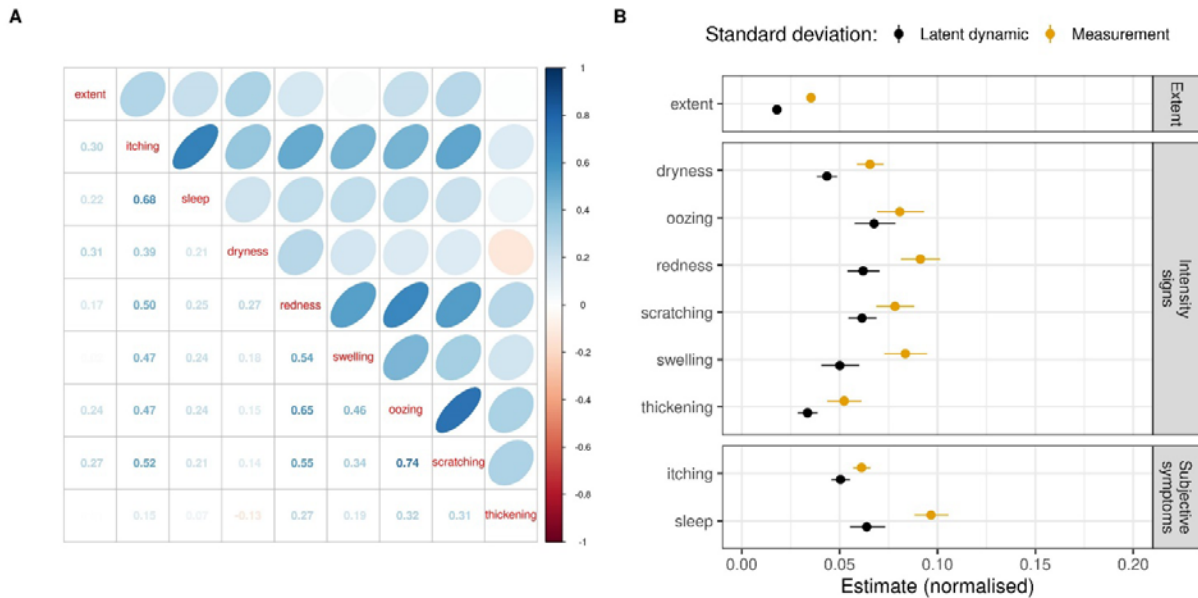 A
extent
0.30 itching
0.22 0.68 sleep
0.31 0.39 0.21 dryness
0.17 0.50 0.25 0.27 redness
0.47 0.24 0.18 0.54 swelling
0.24 0.47 0.24 0.15 0.65 0.46 oozing
0.27 0.52 0.21 0.14 0.55 0.34 0.74 scratching
0.15 0.07 -0.13 0.27 0.19 0.32 0.31 thickening
1
0.8
0.6
0.4
0.2
0
-0.2
-0.4
-0.6
-0.8
-1
B
Standard deviation: Latent dynamic Measurement
extent
Extent
dryness
oozing
redness
scratching
swelling
thickening
Intensity
signs
itching
sleep
Subjective
symptoms
0.00 0.05 0.10 0.15 0.20
Estimate (normalised)